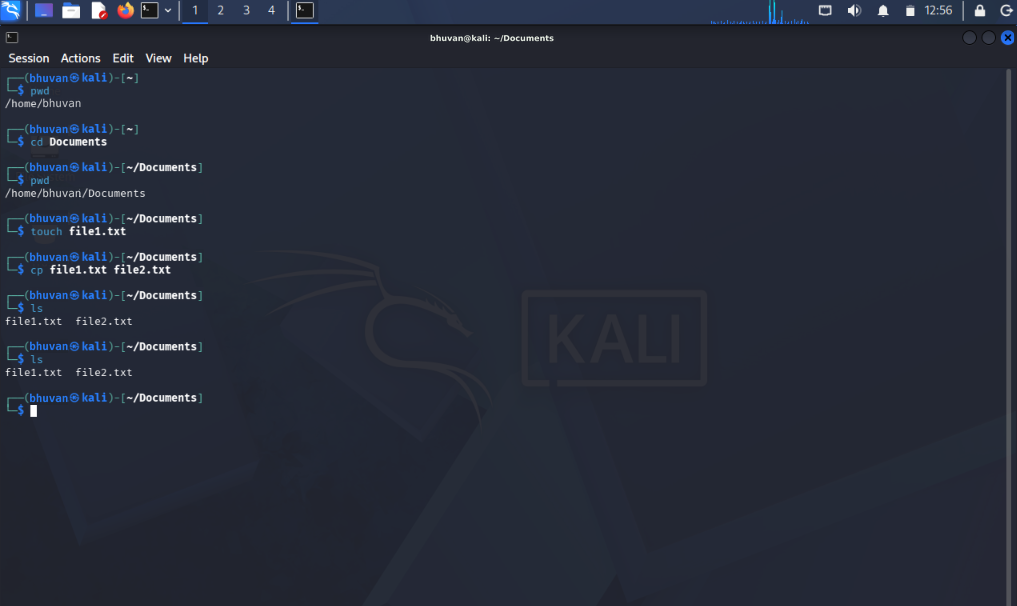 1 2 3 4 12:56
bhuvan@kali: ~/Documents
Session Actions Edit View Help
┌──(bhuvan㉿kali)-[~]
└─$ pwd
/home/bhuvan
┌──(bhuvan㉿kali)-[~]
└─$ cd Documents
┌──(bhuvan㉿kali)-[~/Documents]
└─$ pwd
/home/bhuvan/Documents
┌──(bhuvan㉿kali)-[~/Documents]
└─$ touch file1.txt
┌──(bhuvan㉿kali)-[~/Documents]
└─$ cp file1.txt file2.txt
┌──(bhuvan㉿kali)-[~/Documents]
└─$ ls
file1.txt  file2.txt
┌──(bhuvan㉿kali)-[~/Documents]
└─$ ls
file1.txt  file2.txt
┌──(bhuvan㉿kali)-[~/Documents]
└─$
KALI